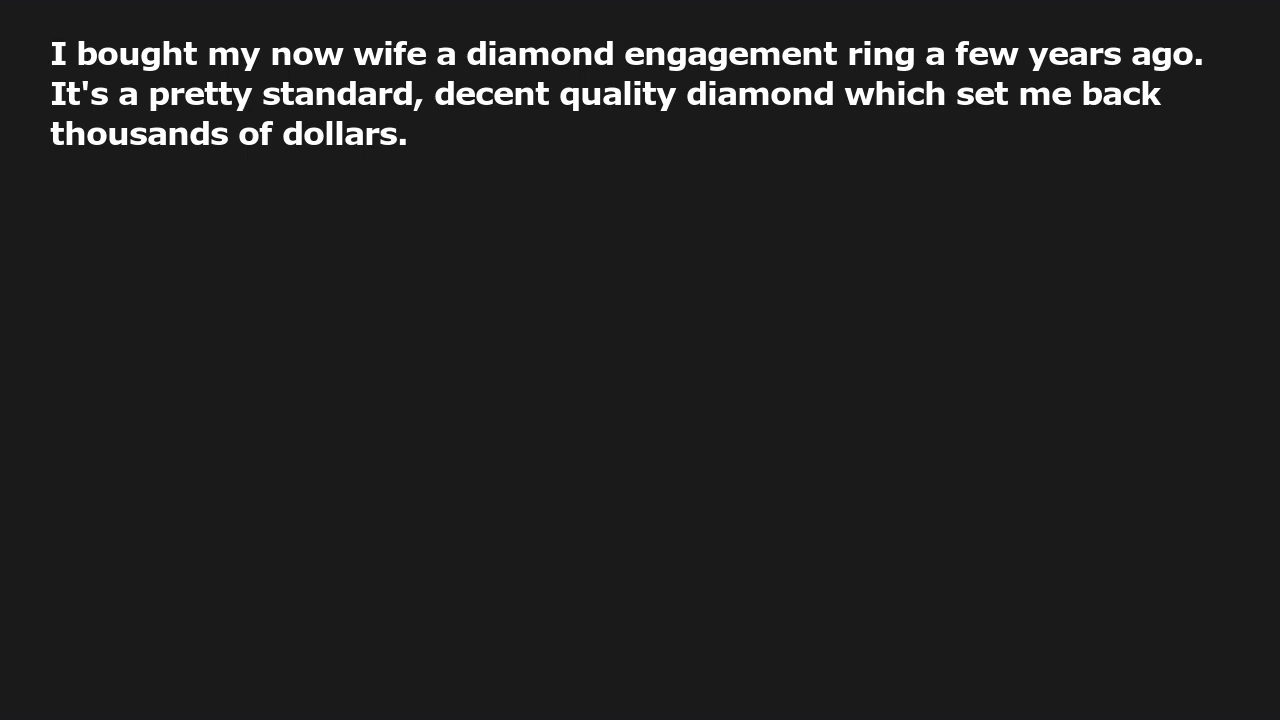 I bought my now wife a diamond engagement ring a few years ago.
It's a pretty standard, decent quality diamond which set me back
thousands of dollars.